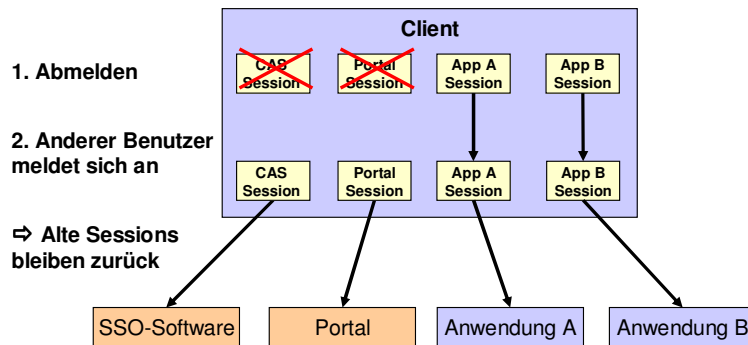 Client
1. Abmelden
CAS
Session
Portal
Session
App A
Session
App B
Session
2. Anderer Benutzer
meldet sich an
CAS
Session
Portal
Session
App A
Session
App B
Session
⇨ Alte Sessions
bleiben zurück
SSO-Software
Portal
Anwendung A
Anwendung B